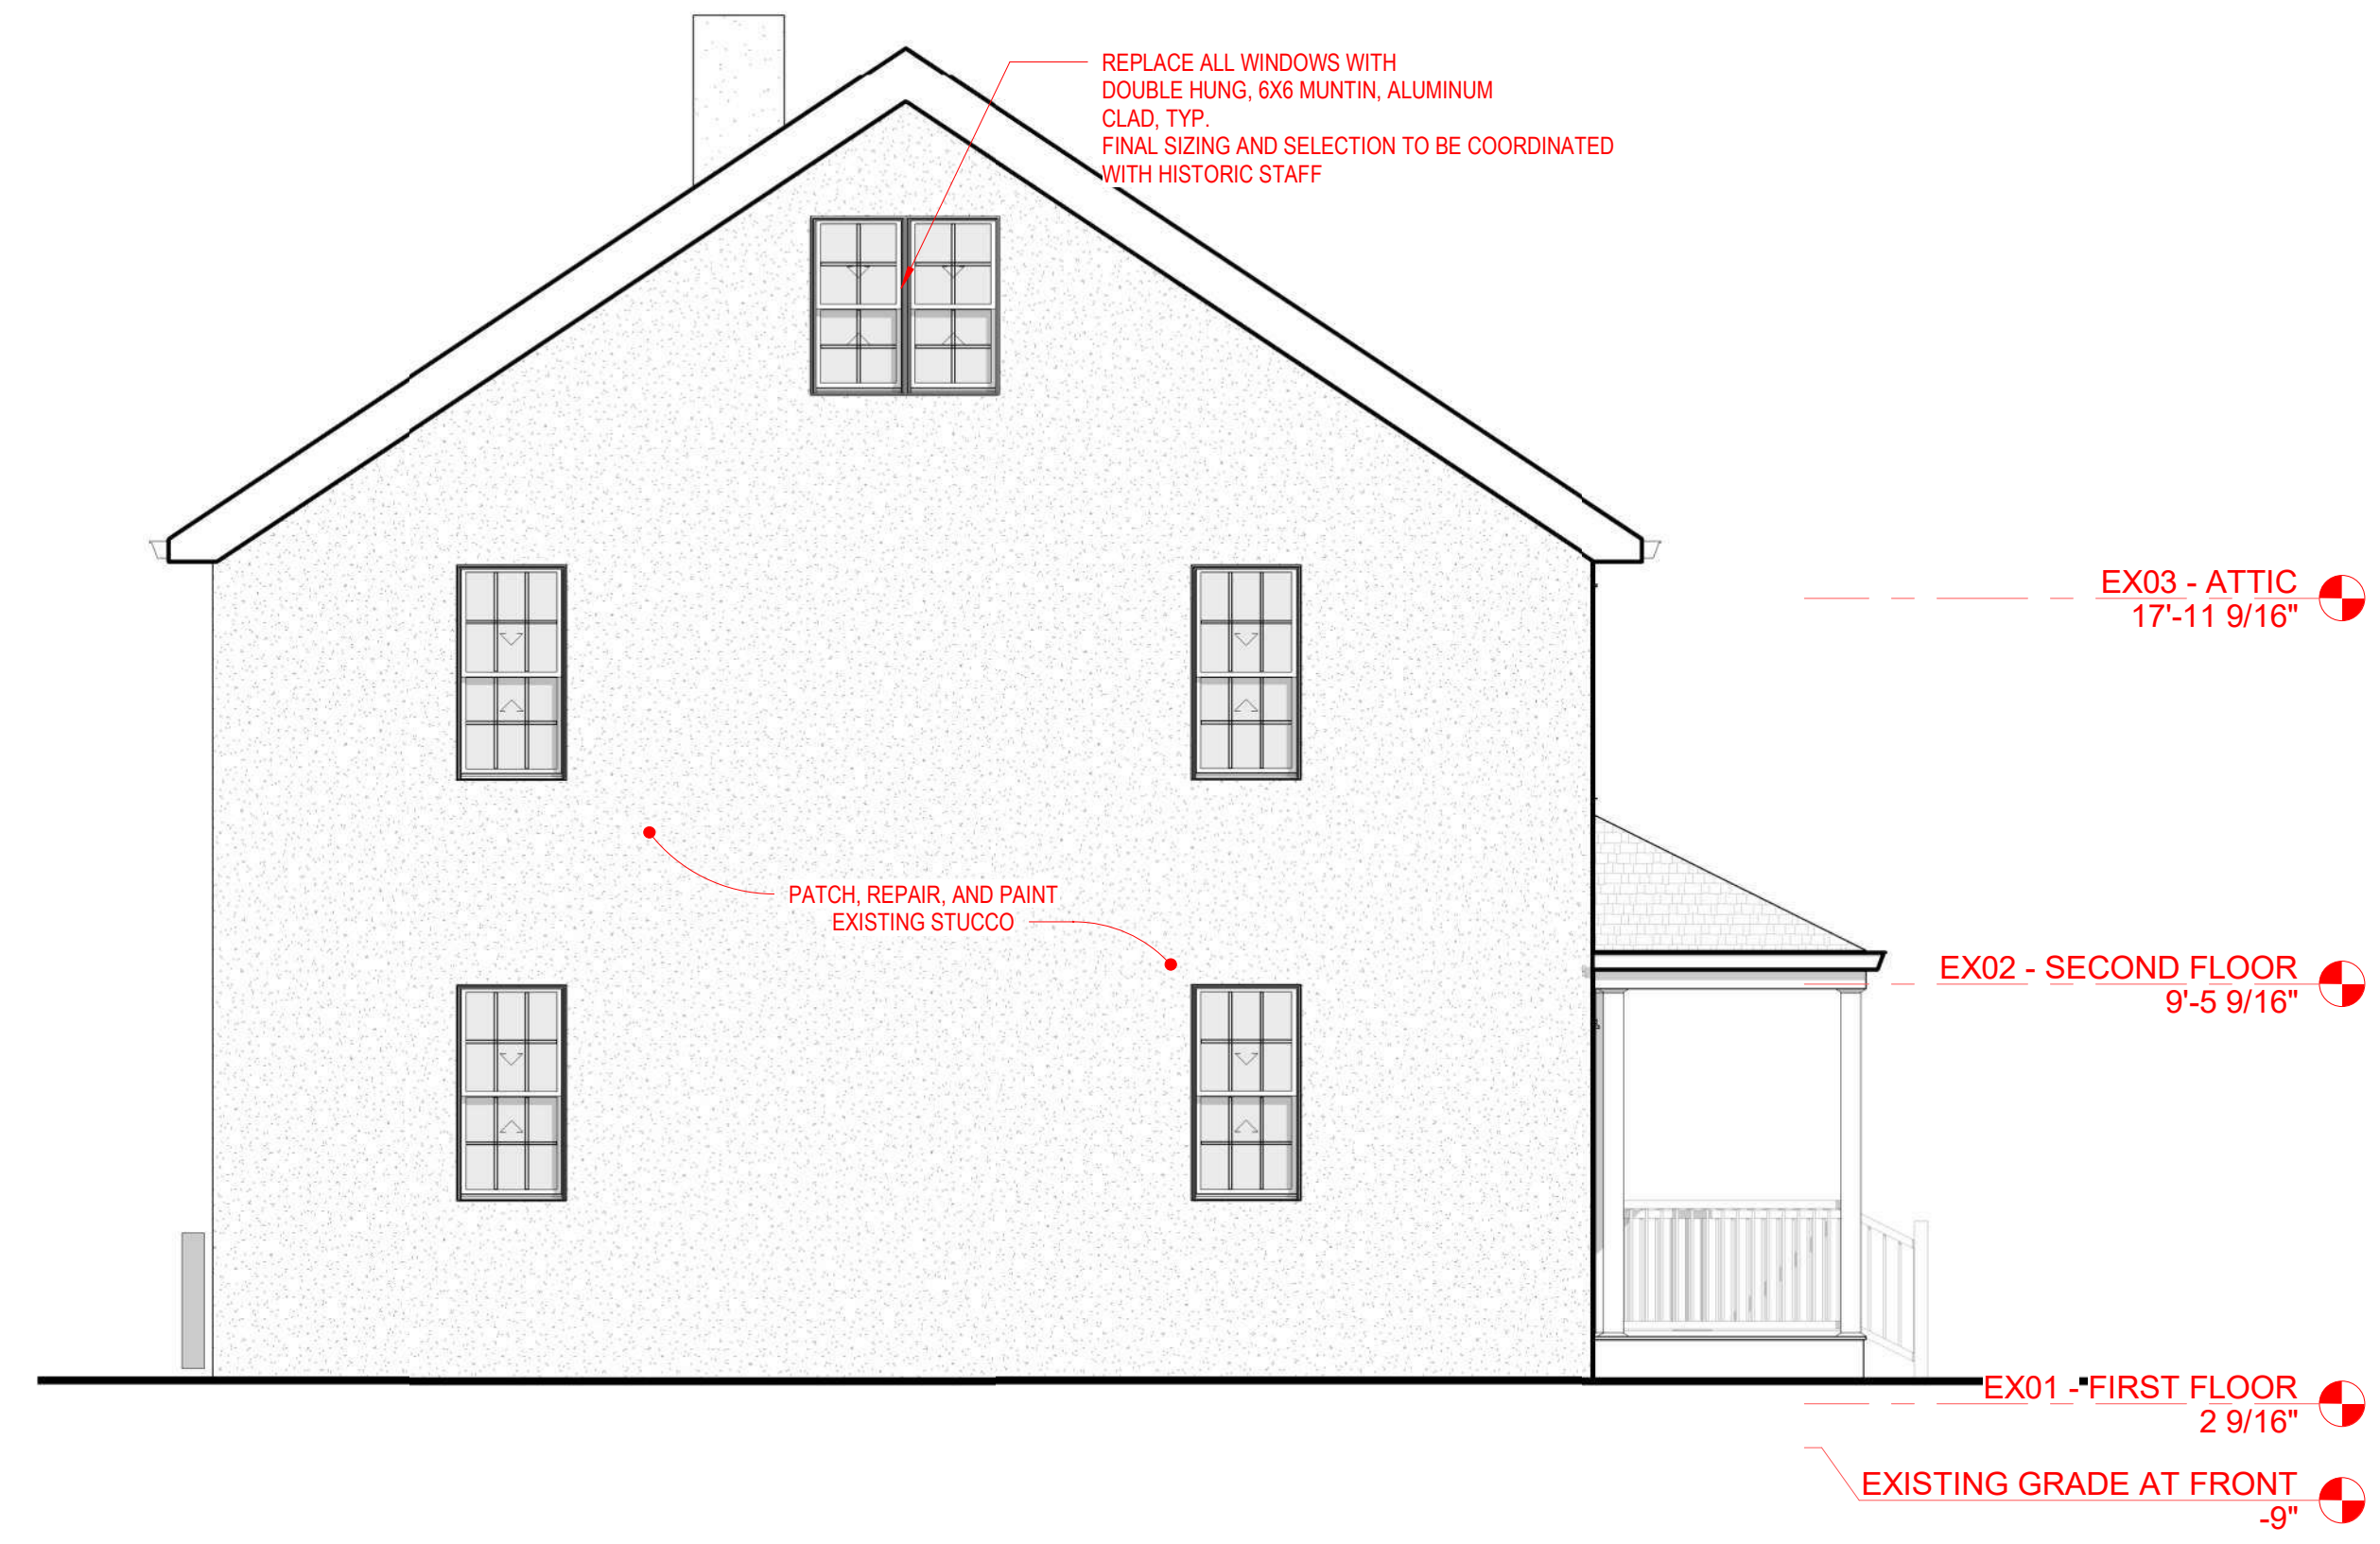 REPLACE ALL WINDOWS WITH
DOUBLE HUNG, 6X6 MUNTIN, ALUMINUM
CLAD, TYP.
FINAL SIZING AND SELECTION TO BE COORDINATED
WITH HISTORIC STAFF
EX03 - ATTIC
17'-11 9/16"
PATCH, REPAIR, AND PAINT
EXISTING STUCCO
EX02 - SECOND FLOOR
9'-5 9/16"
EX01 - FIRST FLOOR
2 9/16"
EXISTING GRADE AT FRONT
-9"